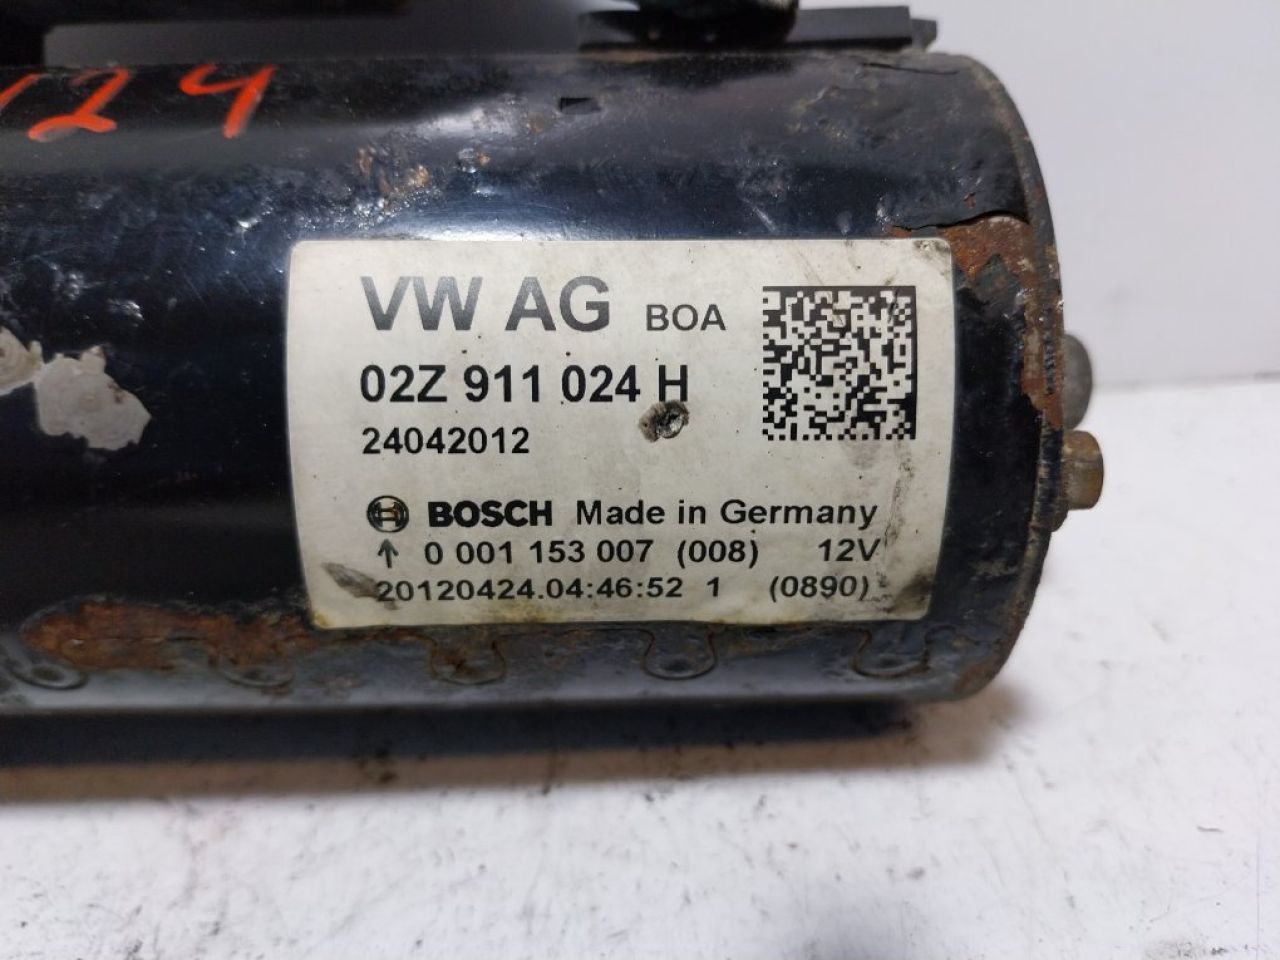 24
VW AG BOA
02Z 911 024 H
24042012
BOSCH Made in Germany
↑ 0 001 153 007 (008) 12V
20120424.04:46:52 1 (0890)